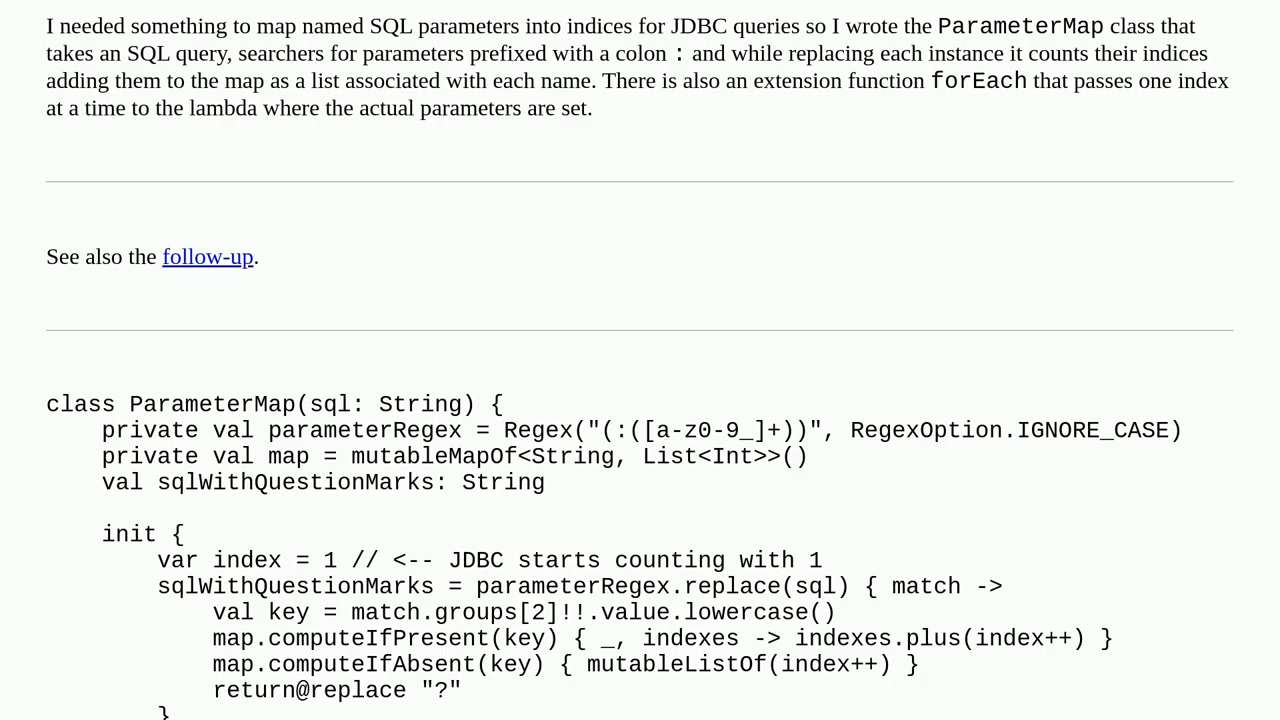 I needed something to map named SQL parameters into indices for JDBC queries so I wrote the ParameterMap class that
takes an SQL query, searchers for parameters prefixed with a colon : and while replacing each instance it counts their indices
adding them to the map as a list associated with each name. There is also an extension function forEach that passes one index
at a time to the lambda where the actual parameters are set.
See also the follow-up.
class ParameterMap(sql: String) {
    private val parameterRegex = Regex("(:([a-z0-9_]+))", RegexOption.IGNORE_CASE)
    private val map = mutableMapOf<String, List<Int>>()
    val sqlWithQuestionMarks: String
    init {
        var index = 1 // <-- JDBC starts counting with 1
        sqlWithQuestionMarks = parameterRegex.replace(sql) { match ->
            val key = match.groups[2]!!.value.lowercase()
            map.computeIfPresent(key) { _, indexes -> indexes.plus(index++) }
            map.computeIfAbsent(key) { mutableListOf(index++) }
            return@replace "?"
        }